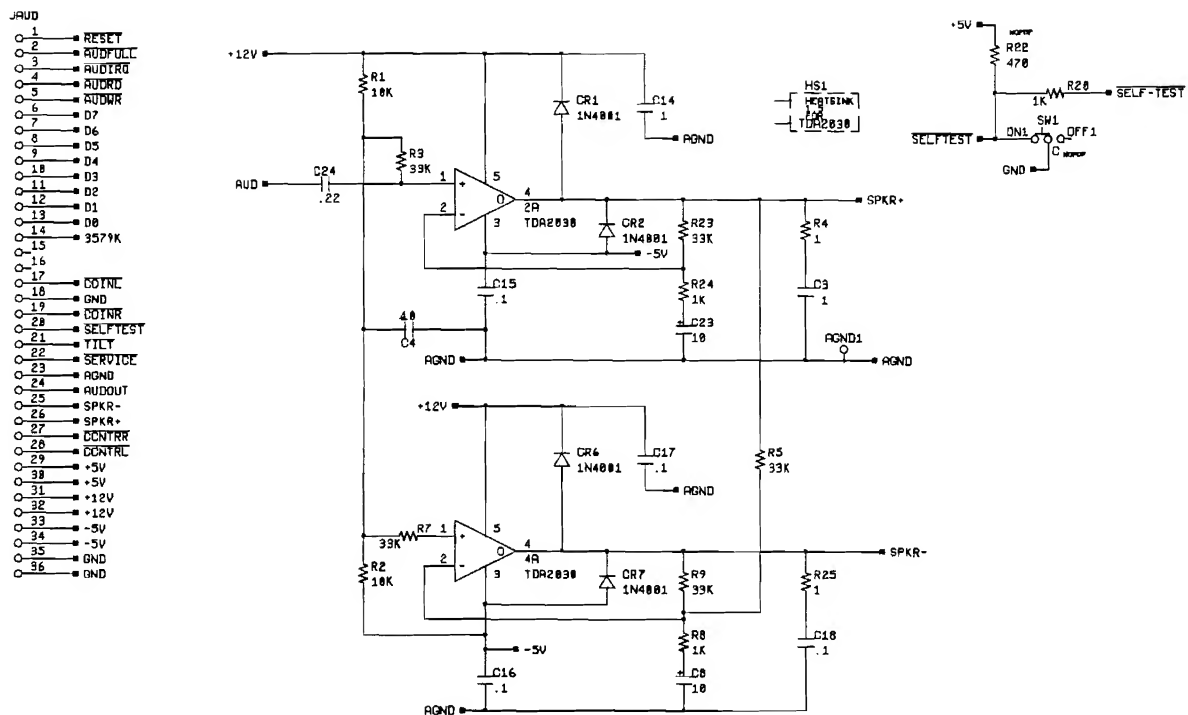 JAUD
1 RESET
2 AUDFULL
3 AUDIRQ
4 AUDRD
5 AUDWR
6 D7
7 D6
8 D5
9 D4
10 D3
11 D2
12 D1
13 D0
14 3579K
15
16
17 COINL
18 GND
19 COINR
20 SELFTEST
21 TILT
22 SERVICE
23 AGND
24 AUDOUT
25 SPKR-
26 SPKR+
27 CCNTRR
28 CCNTRL
29 +5V
30 +5V
31 +12V
32 +12V
33 -5V
34 -5V
35 GND
36 GND
+12V
R1
10K
CR1
1N4001
C14
.1
AGND
R3
33K
C24
.22
AUD
1
+
2
-
5
O
4
3
2A
TDA2030
CR2
1N4001
-5V
R23
33K
R4
1
SPKR+
C15
.1
R24
1K
C3
.1
C23
10
10
C4
AGND
AGND1
AGND
+12V
CR6
1N4001
C17
.1
AGND
R5
33K
R7
33K
1
+
2
-
5
O
4
3
4A
TDA2030
R2
10K
CR7
1N4001
R9
33K
R25
1
SPKR-
-5V
C16
.1
R8
1K
C18
.1
C8
10
AGND
HS1
HEATSINK
FOR
TDA2030
+5V
NOPOP
R22
470
R20
1K
SELF-TEST
SELFTEST
ON1
SW1
OFF1
C
NOPOP
GND